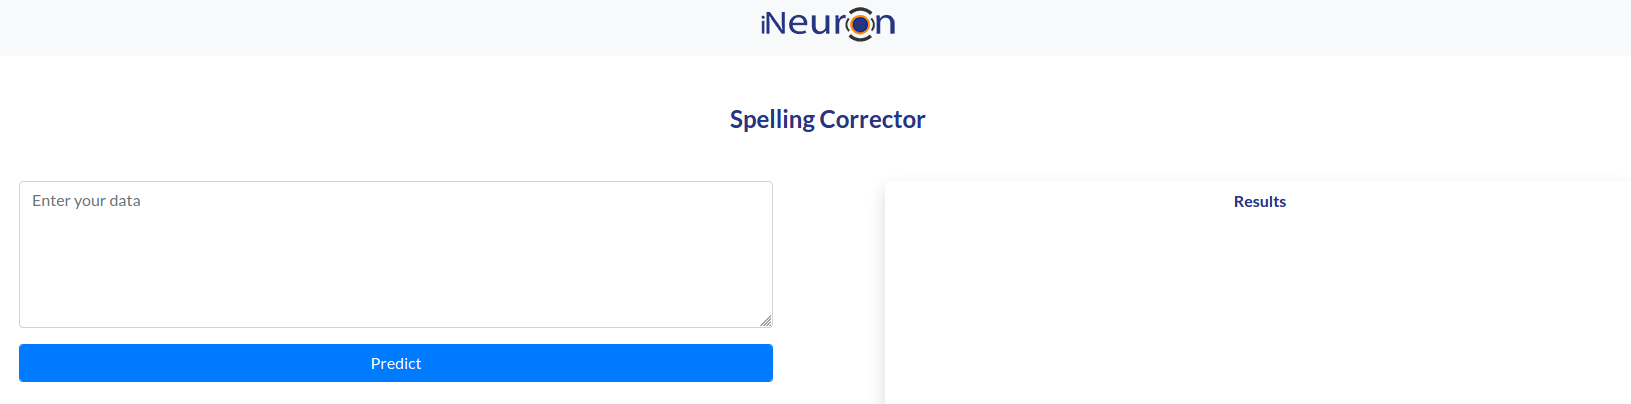 iNeuron
Spelling Corrector
Enter your data
Predict
Results